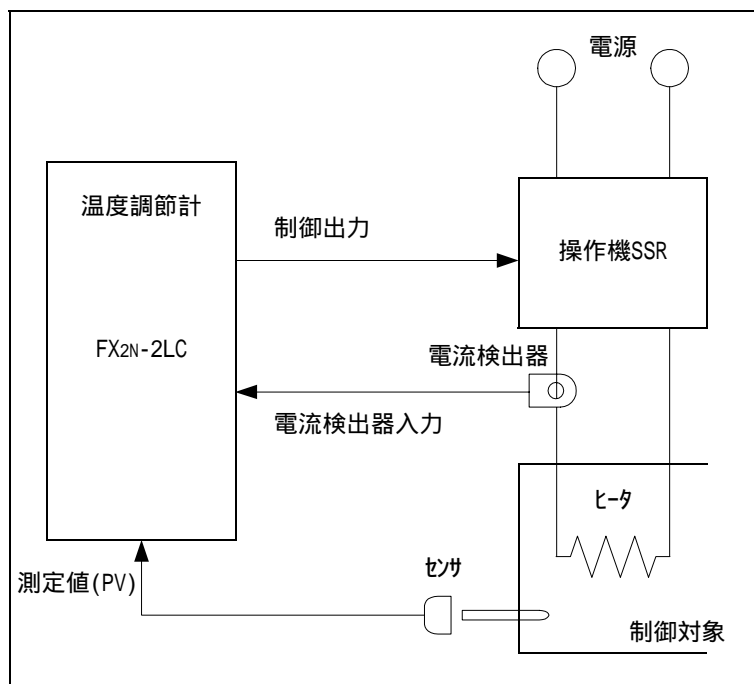 電源
温度調節計
制御出力
操作機SSR
FX2N-2LC
電流検出器
電流検出器入力
ﾋｰﾀ
測定値(PV)
ｾﾝｻ
制御対象